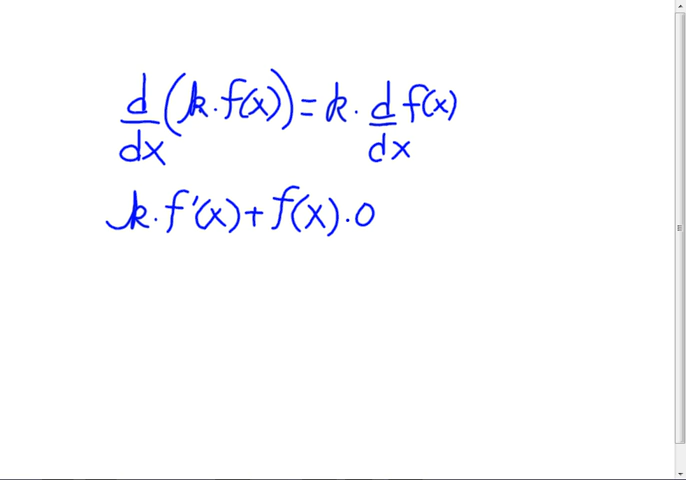 d/dx (k · f(x)) = k · d/dx f(x)
k · f'(x) + f(x) · 0